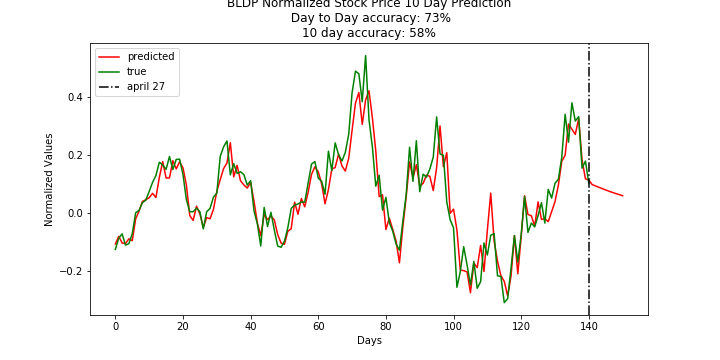 BLDP Normalized Stock Price 10 Day Prediction
Day to Day accuracy: 73%
10 day accuracy: 58%
predicted
true
april 27
Normalized Values
0.4
0.2
0.0
−0.2
0 20 40 60 80 100 120 140
Days